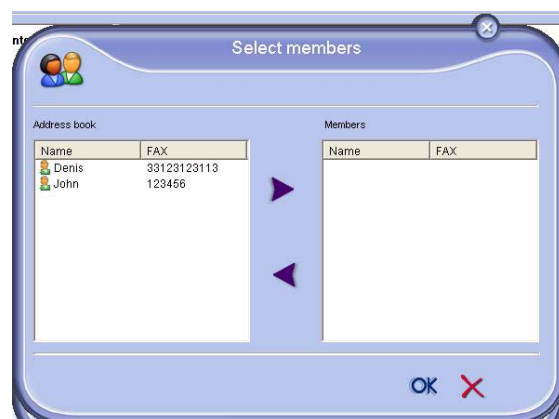 Select members
Address book
Members
Name FAX
Name FAX
Denis 33123123113
John 123456
OK